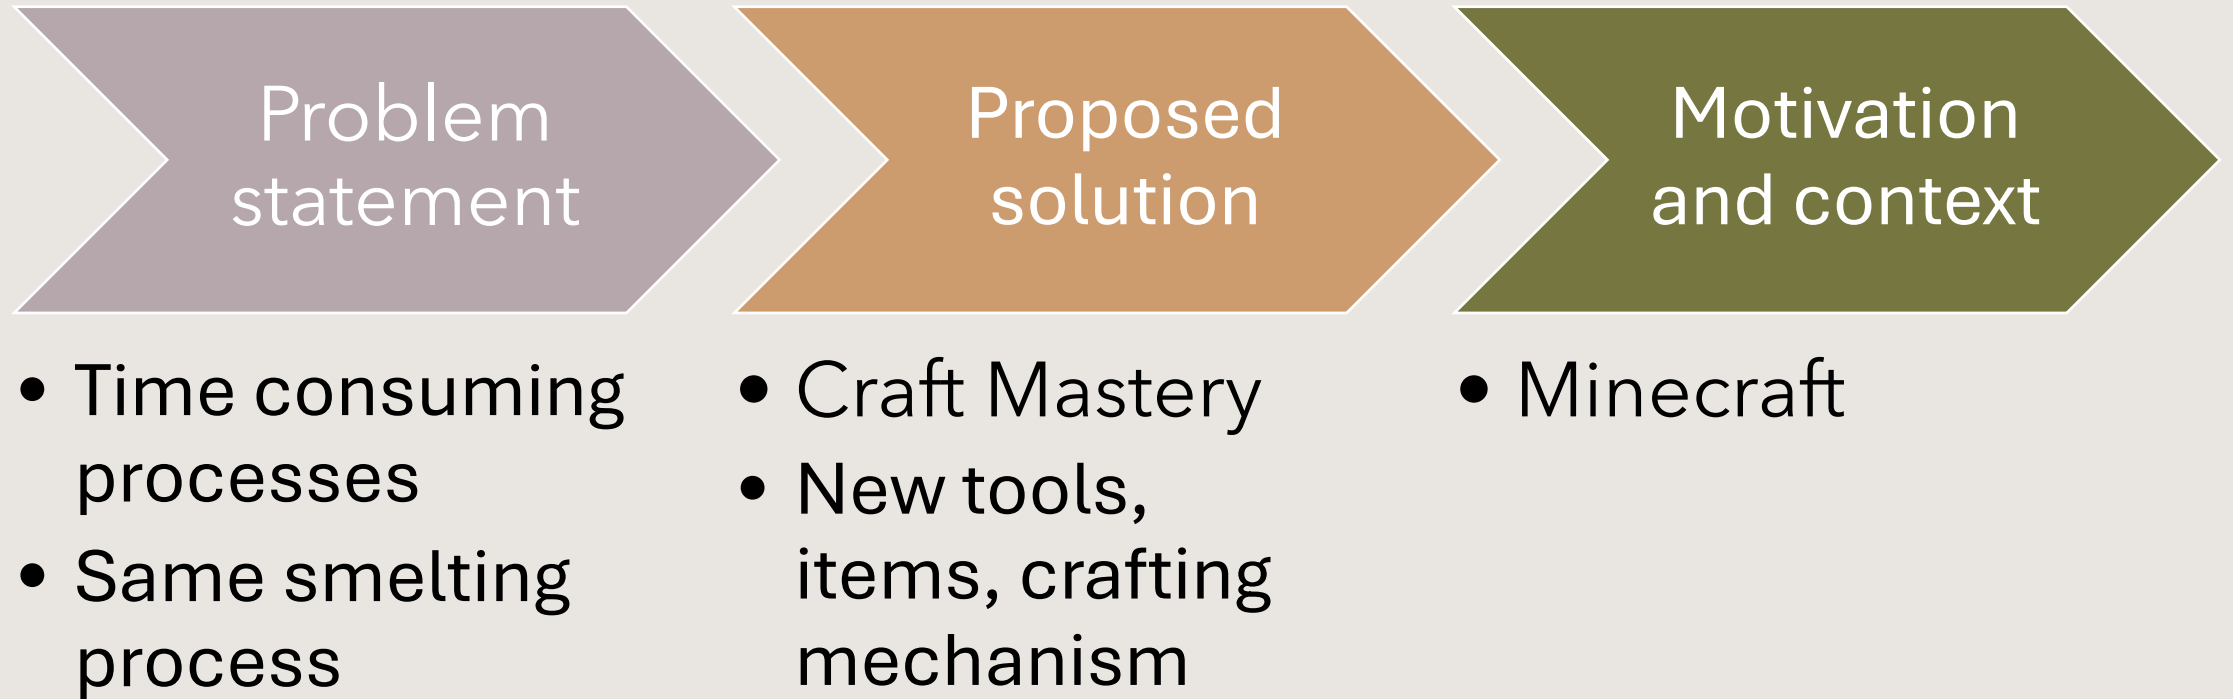 Problem
statement
Proposed
solution
Motivation
and context
• Time consuming
processes
• Same smelting
process
• Craft Mastery
• New tools,
items, crafting
mechanism
• Minecraft